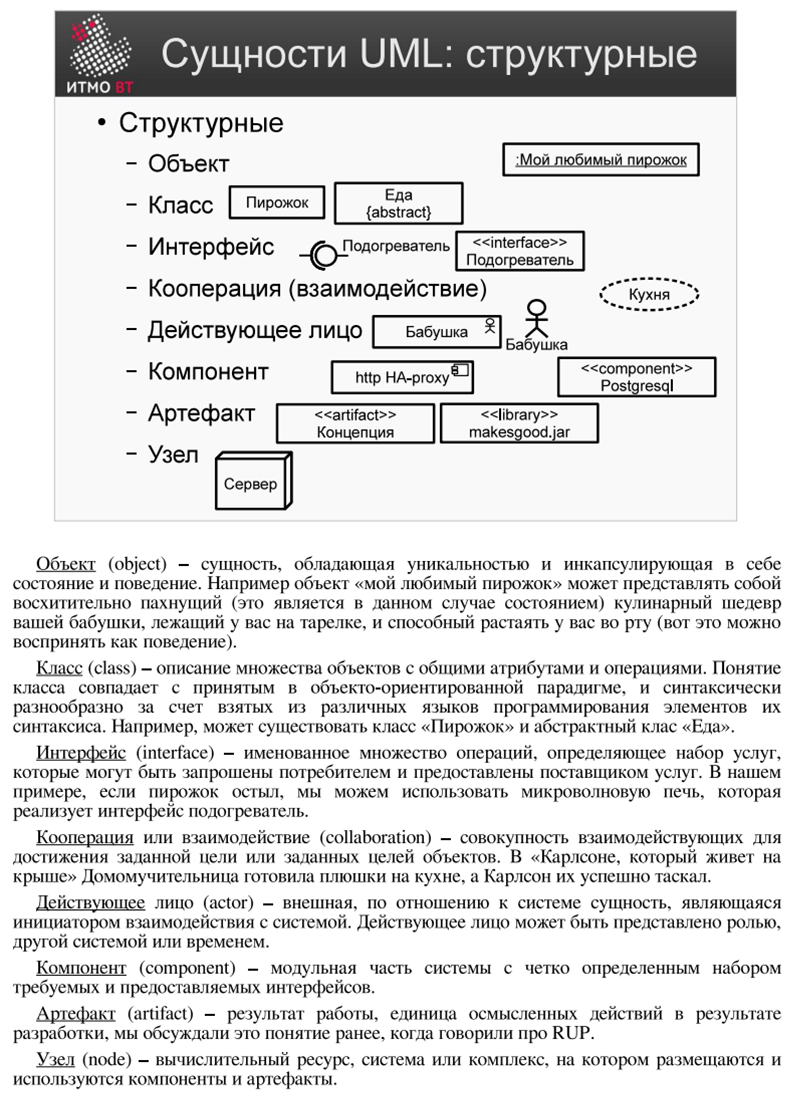 ИТМО ВТ
Сущности UML: структурные
• Структурные
– Объект
:Мой любимый пирожок
– Класс
Пирожок
Еда
{abstract}
– Интерфейс
Подогреватель
<<interface>>
Подогреватель
– Кооперация (взаимодействие)
Кухня
– Действующее лицо
Бабушка
Бабушка
– Компонент
http HA-proxy
<<component>>
Postgresql
– Артефакт
<<artifact>>
Концепция
<<library>>
makesgood.jar
– Узел
Сервер
Объект (object) – сущность, обладающая уникальностью и инкапсулирующая в себе
состояние и поведение. Например объект «мой любимый пирожок» может представлять собой
восхитительно пахнущий (это является в данном случае состоянием) кулинарный шедевр
вашей бабушки, лежащий у вас на тарелке, и способный растаять у вас во рту (вот это можно
воспринять как поведение).
Класс (class) – описание множества объектов с общими атрибутами и операциями. Понятие
класса совпадает с принятым в объекто-ориентированной парадигме, и синтаксически
разнообразно за счет взятых из различных языков программирования элементов их
синтаксиса. Например, может существовать класс «Пирожок» и абстрактный клас «Еда».
Интерфейс (interface) – именованное множество операций, определяющее набор услуг,
которые могут быть запрошены потребителем и предоставлены поставщиком услуг. В нашем
примере, если пирожок остыл, мы можем использовать микроволновую печь, которая
реализует интерфейс подогреватель.
Кооперация или взаимодействие (collaboration) – совокупность взаимодействующих для
достижения заданной цели или заданных целей объектов. В «Карлсоне, который живет на
крыше» Домомучительница готовила плюшки на кухне, а Карлсон их успешно таскал.
Действующее лицо (actor) – внешная, по отношению к системе сущность, являющаяся
инициатором взаимодействия с системой. Действующее лицо может быть представлено ролью,
другой системой или временем.
Компонент (component) – модульная часть системы с четко определенным набором
требуемых и предоставляемых интерфейсов.
Артефакт (artifact) – результат работы, единица осмысленных действий в результате
разработки, мы обсуждали это понятие ранее, когда говорили про RUP.
Узел (node) – вычислительный ресурс, система или комплекс, на котором размещаются и
используются компоненты и артефакты.